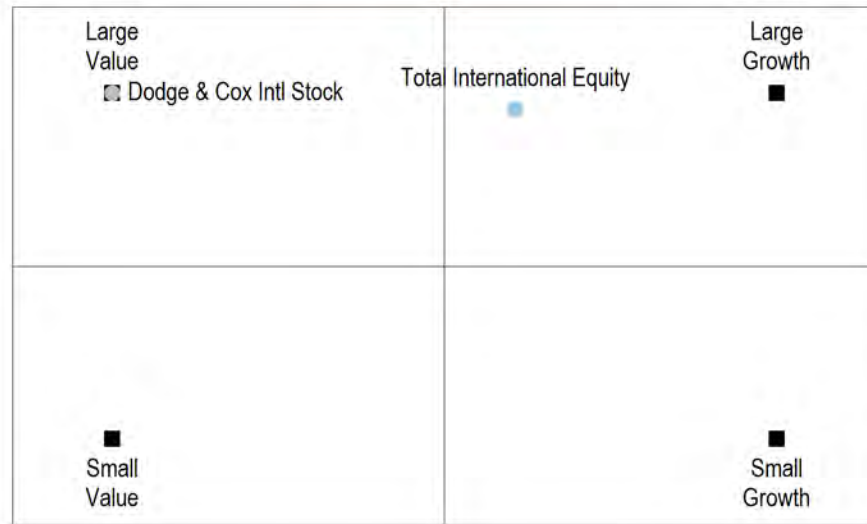 Large
Value
Large
Growth
Total International Equity
Dodge & Cox Intl Stock
Small
Value
Small
Growth